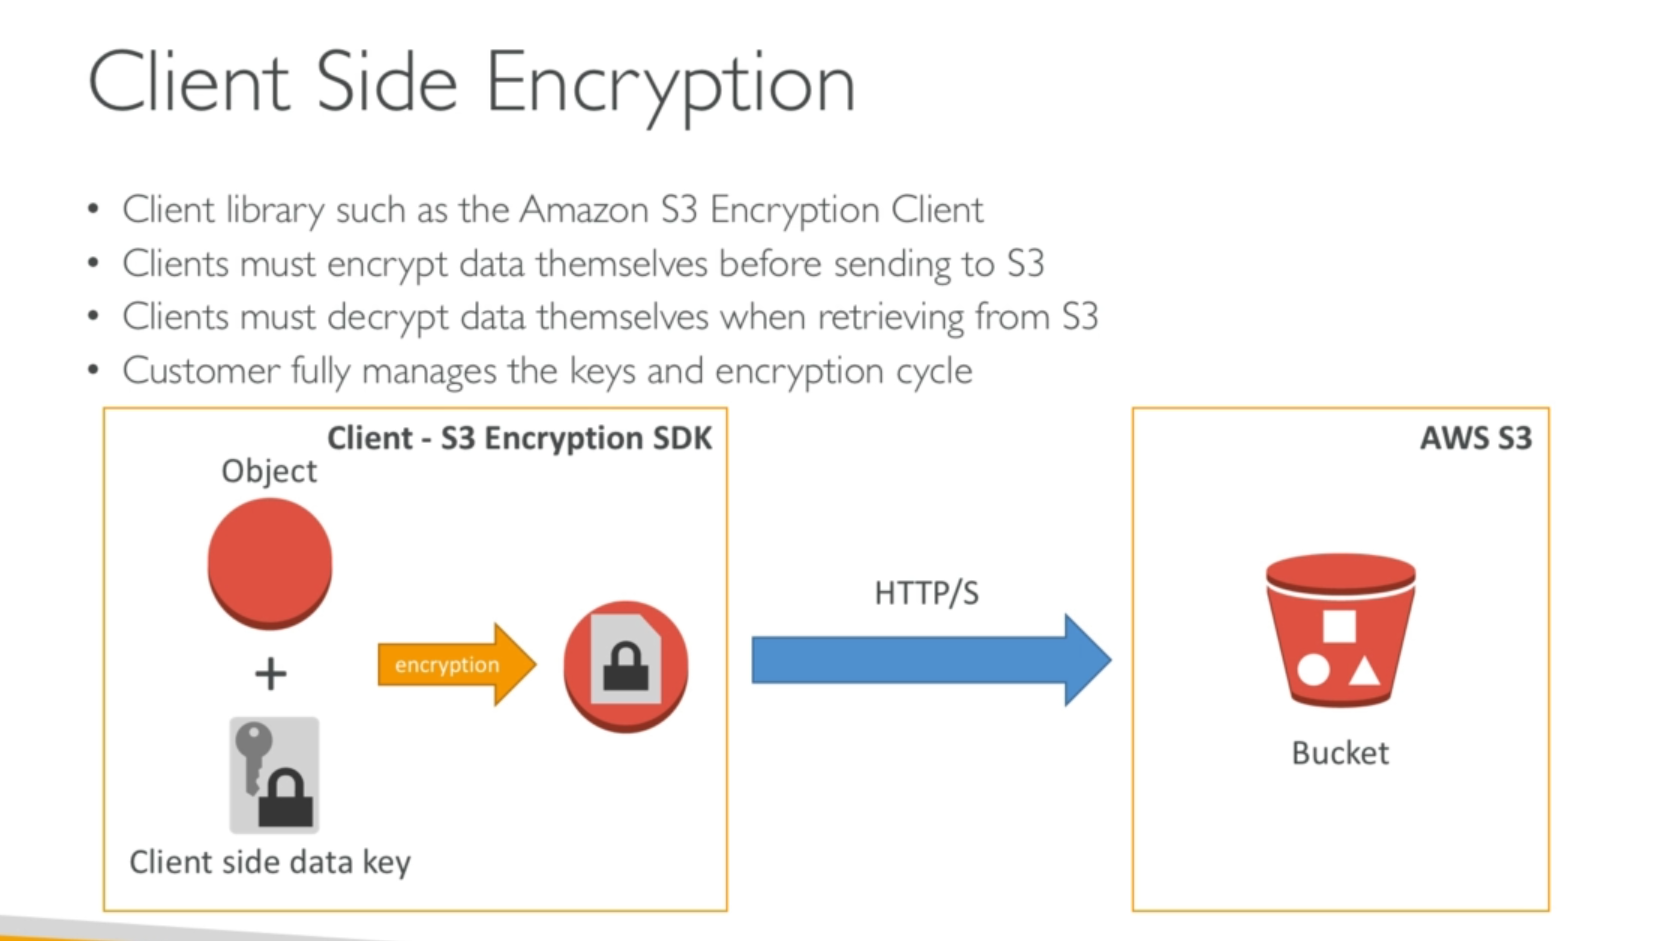 Client Side Encryption
• Client library such as the Amazon S3 Encryption Client
• Clients must encrypt data themselves before sending to S3
• Clients must decrypt data themselves when retrieving from S3
• Customer fully manages the keys and encryption cycle
Client - S3 Encryption SDK
Object
+
encryption
Client side data key
HTTP/S
AWS S3
Bucket